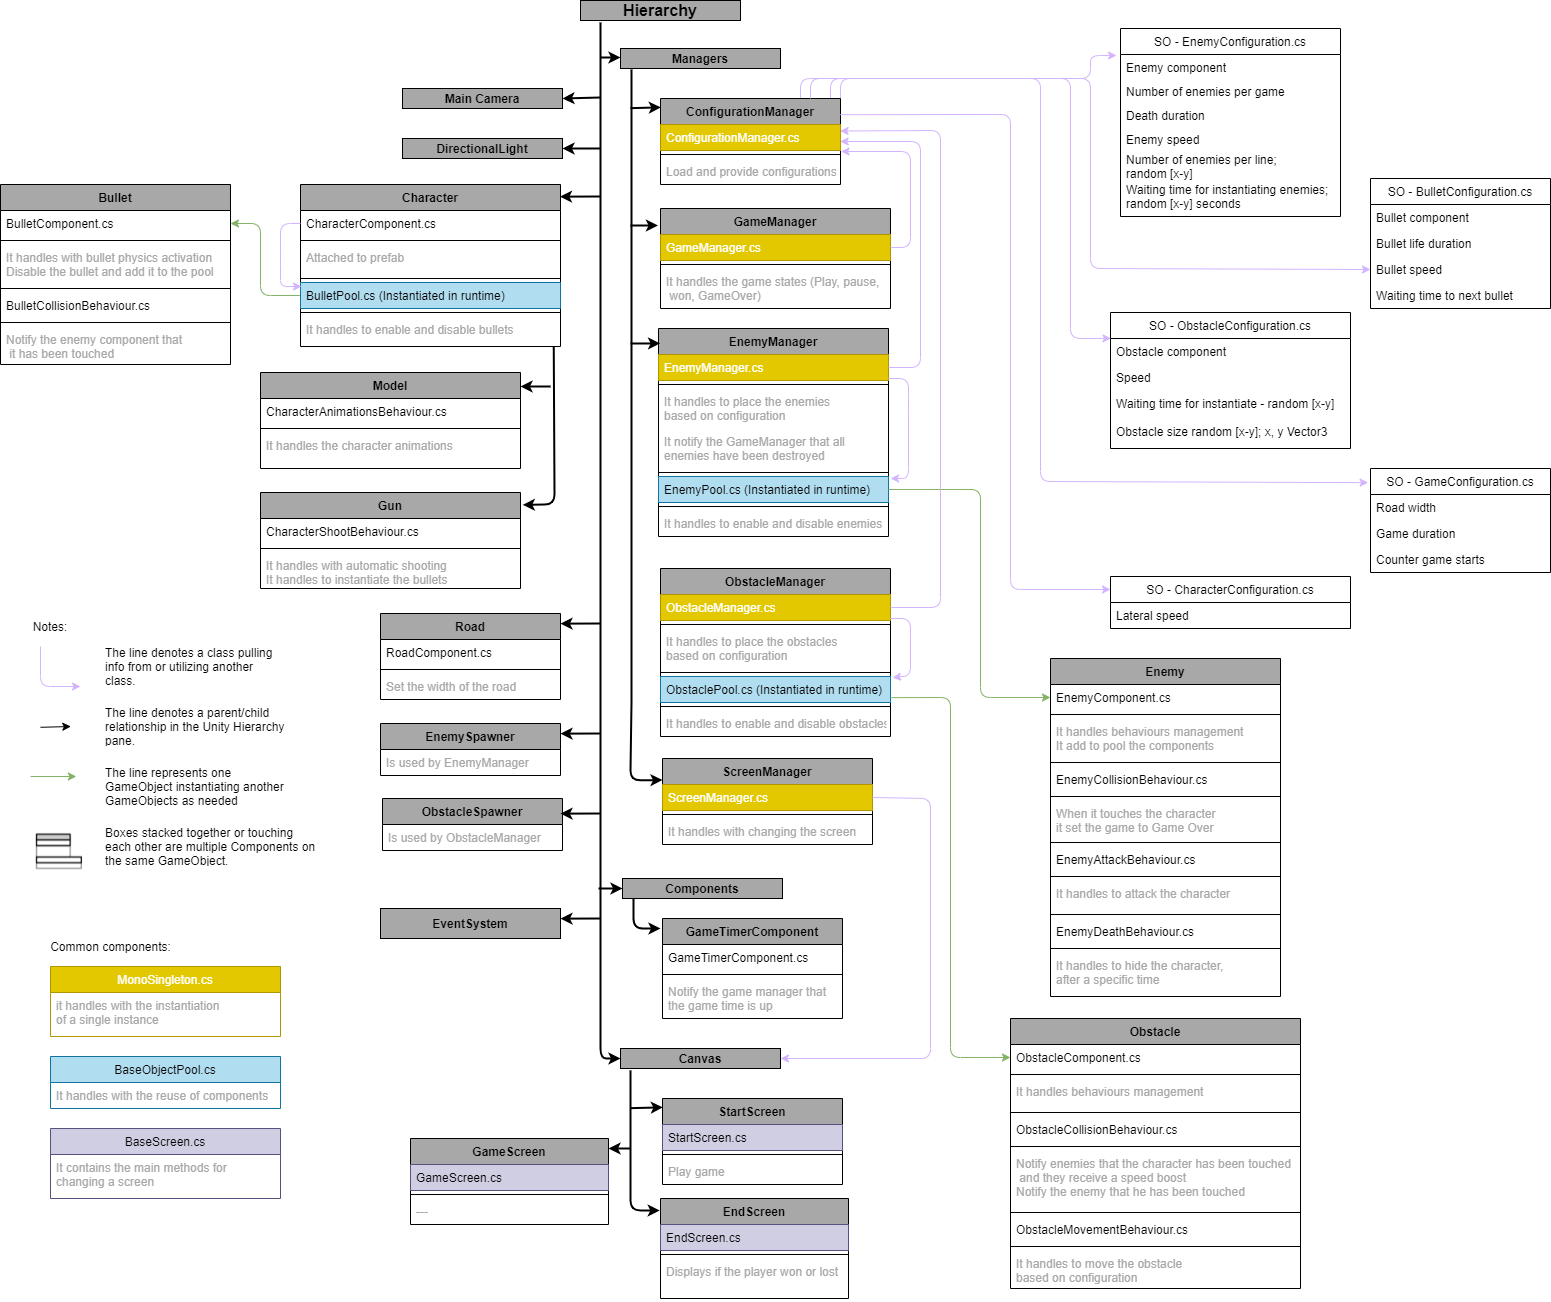 Hierarchy
Managers
Main Camera
DirectionalLight
ConfigurationManager
ConfigurationManager.cs
Load and provide configurations
SO - EnemyConfiguration.cs
Enemy component
Number of enemies per game
Death duration
Enemy speed
Number of enemies per line;
random [x-y]
Waiting time for instantiating enemies;
random [x-y] seconds
SO - BulletConfiguration.cs
Bullet component
Bullet life duration
Bullet speed
Waiting time to next bullet
Bullet
BulletComponent.cs
It handles with bullet physics activation
Disable the bullet and add it to the pool
BulletCollisionBehaviour.cs
Notify the enemy component that
it has been touched
Character
CharacterComponent.cs
Attached to prefab
BulletPool.cs (Instantiated in runtime)
It handles to enable and disable bullets
GameManager
GameManager.cs
It handles the game states (Play, pause,
won, GameOver)
EnemyManager
EnemyManager.cs
It handles to place the enemies
based on configuration
It notify the GameManager that all
enemies have been destroyed
EnemyPool.cs (Instantiated in runtime)
It handles to enable and disable enemies
SO - ObstacleConfiguration.cs
Obstacle component
Speed
Waiting time for instantiate - random [x-y]
Obstacle size random [x-y]; x, y Vector3
Model
CharacterAnimationsBehaviour.cs
It handles the character animations
Gun
CharacterShootBehaviour.cs
It handles with automatic shooting
It handles to instantiate the bullets
SO - GameConfiguration.cs
Road width
Game duration
Counter game starts
ObstacleManager
ObstacleManager.cs
It handles to place the obstacles
based on configuration
ObstaclePool.cs (Instantiated in runtime)
It handles to enable and disable obstacles
SO - CharacterConfiguration.cs
Lateral speed
Notes:
The line denotes a class pulling
info from or utilizing another
class.
The line denotes a parent/child
relationship in the Unity Hierarchy
pane.
The line represents one
GameObject instantiating another
GameObjects as needed
Boxes stacked together or touching
each other are multiple Components on
the same GameObject.
Road
RoadComponent.cs
Set the width of the road
EnemySpawner
Is used by EnemyManager
ObstacleSpawner
Is used by ObstacleManager
EventSystem
ScreenManager
ScreenManager.cs
It handles with changing the screen
Components
GameTimerComponent
GameTimerComponent.cs
Notify the game manager that
the game time is up
Enemy
EnemyComponent.cs
It handles behaviours management
It add to pool the components
EnemyCollisionBehaviour.cs
When it touches the character
it set the game to Game Over
EnemyAttackBehaviour.cs
It handles to attack the character
EnemyDeathBehaviour.cs
It handles to hide the character,
after a specific time
Common components:
MonoSingleton.cs
it handles with the instantiation
of a single instance
BaseObjectPool.cs
It handles with the reuse of components
BaseScreen.cs
It contains the main methods for
changing a screen
Canvas
StartScreen
StartScreen.cs
Play game
GameScreen
GameScreen.cs
---
EndScreen
EndScreen.cs
Displays if the player won or lost
Obstacle
ObstacleComponent.cs
It handles behaviours management
ObstacleCollisionBehaviour.cs
Notify enemies that the character has been touched
and they receive a speed boost
Notify the enemy that he has been touched
ObstacleMovementBehaviour.cs
It handles to move the obstacle
based on configuration